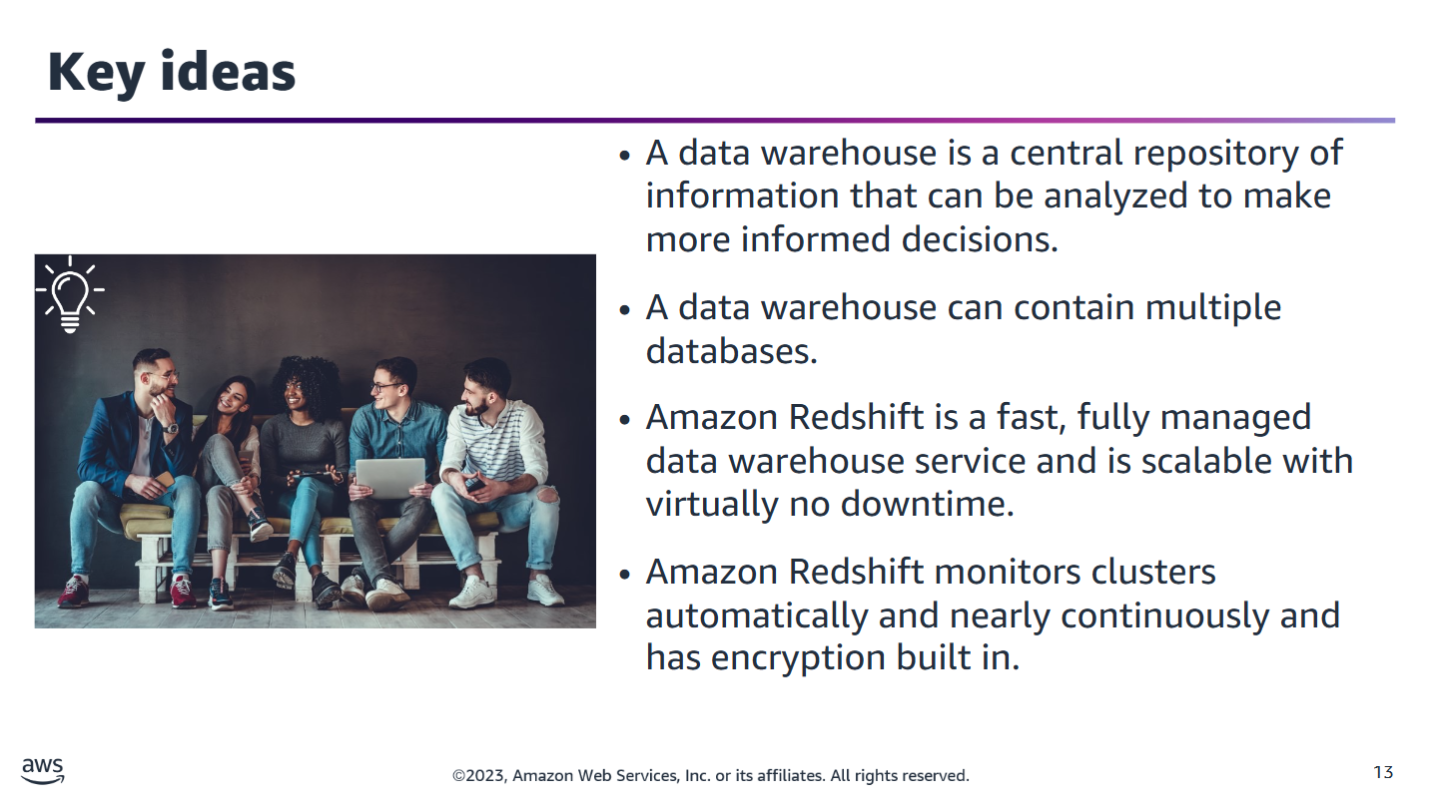 Key ideas
• A data warehouse is a central repository of
information that can be analyzed to make
more informed decisions.
• A data warehouse can contain multiple
databases.
• Amazon Redshift is a fast, fully managed
data warehouse service and is scalable with
virtually no downtime.
• Amazon Redshift monitors clusters
automatically and nearly continuously and
has encryption built in.
aws
©2023, Amazon Web Services, Inc. or its affiliates. All rights reserved.
13